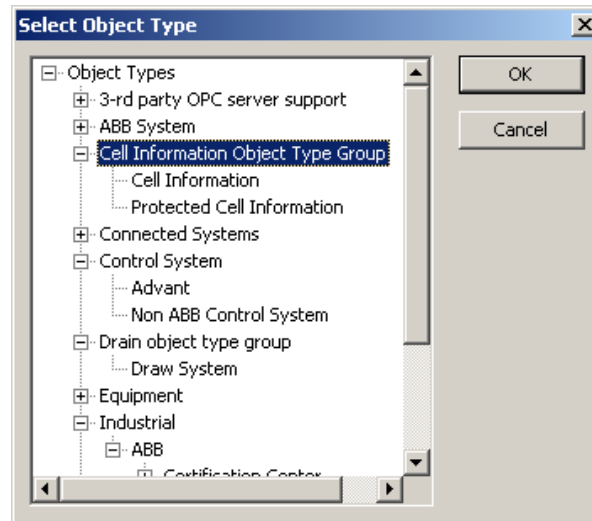 Select Object Type
Object Types
3-rd party OPC server support
ABB System
Cell Information Object Type Group
Cell Information
Protected Cell Information
Connected Systems
Control System
Advant
Non ABB Control System
Drain object type group
Draw System
Equipment
Industrial
ABB
Certification Center
OK
Cancel